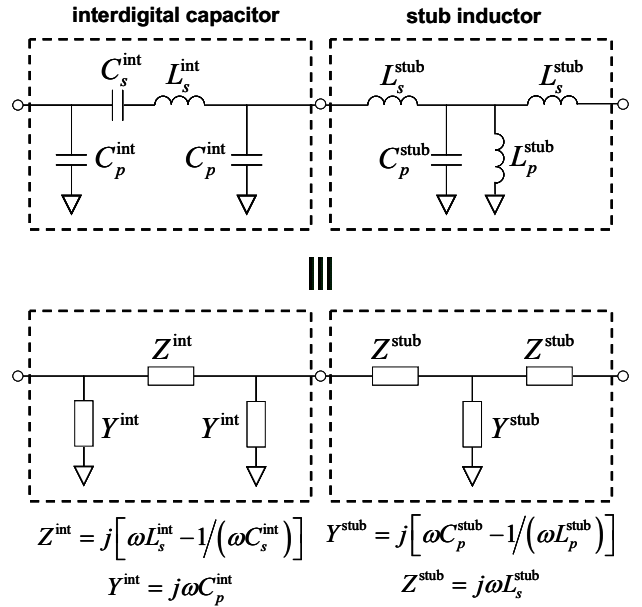 interdigital capacitor
stub inductor
C_s^int
L_s^int
C_p^int
C_p^int
L_s^stub
L_s^stub
C_p^stub
L_p^stub
Z^int
Y^int
Y^int
Z^stub
Z^stub
Y^stub
Z^int = j[ωL_s^int −1/(ωC_s^int)]
Y^stub = j[ωC_p^stub −1/(ωL_p^stub)]
Y^int = jωC_p^int
Z^stub = jωL_s^stub